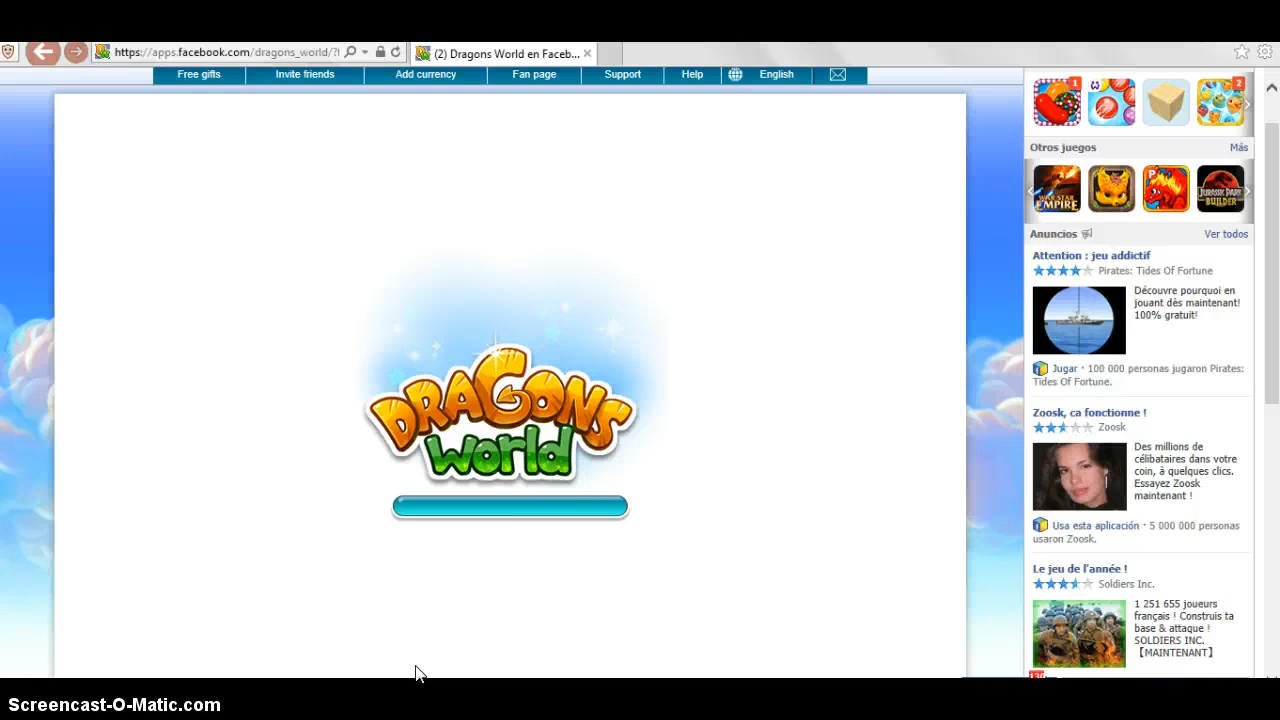 https://apps.facebook.com/dragons_world/?f
(2) Dragons World en Faceb...
Free gifts
Invite friends
Add currency
Fan page
Support
Help
English
DRAGONS
world
1
2
Otros juegos
Más
WAR STAR
EMPIRE
P
JURASSIC PARK
BUILDER
Anuncios
Ver todos
Attention : jeu addictif
Pirates: Tides Of Fortune
Découvre pourquoi en
jouant dès maintenant!
100% gratuit!
Jugar · 100 000 personas jugaron Pirates:
Tides Of Fortune.
Zoosk, ca fonctionne !
Zoosk
Des millions de
célibataires dans votre
coin, à quelques clics.
Essayez Zoosk
maintenant !
Usa esta aplicación · 5 000 000 personas
usaron Zoosk.
Le jeu de l'année !
Soldiers Inc.
1 251 655 joueurs
français ! Construis ta
base & attaque !
SOLDIERS INC.
【MAINTENANT】
Screencast-O-Matic.com